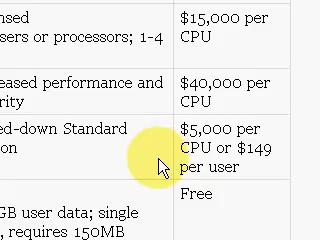 nsed
sers or processors; 1-4
$15,000 per
CPU
eased performance and
rity
$40,000 per
CPU
ed-down Standard
on
$5,000 per
CPU or $149
per user
GB user data; single
, requires 150MB
Free